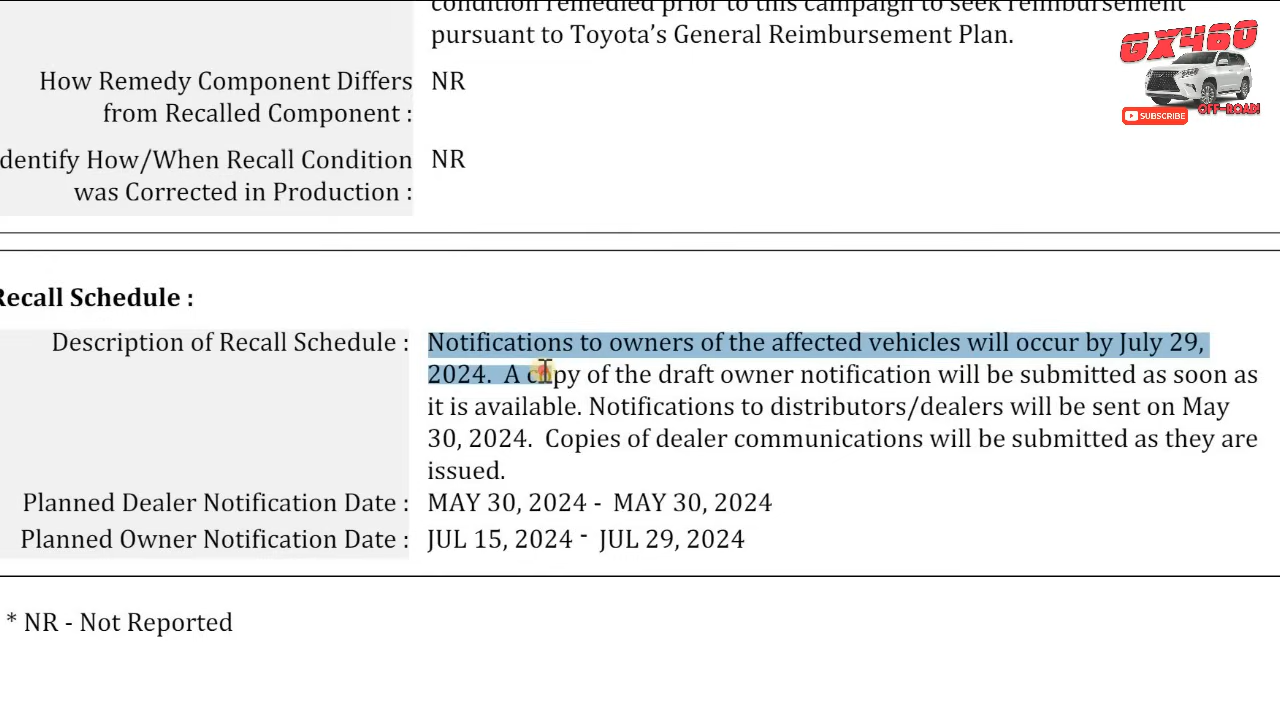 condition remedied prior to this campaign to seek reimbursement
pursuant to Toyota's General Reimbursement Plan.
How Remedy Component Differs
from Recalled Component :
NR
dentify How/When Recall Condition
was Corrected in Production :
NR
Recall Schedule :
Description of Recall Schedule :
Notifications to owners of the affected vehicles will occur by July 29,
2024.  A copy of the draft owner notification will be submitted as soon as
it is available. Notifications to distributors/dealers will be sent on May
30, 2024.  Copies of dealer communications will be submitted as they are
issued.
Planned Dealer Notification Date : MAY 30, 2024 -  MAY 30, 2024
Planned Owner Notification Date : JUL 15, 2024 -  JUL 29, 2024
* NR - Not Reported
GX460
OFF-ROAD!
SUBSCRIBE